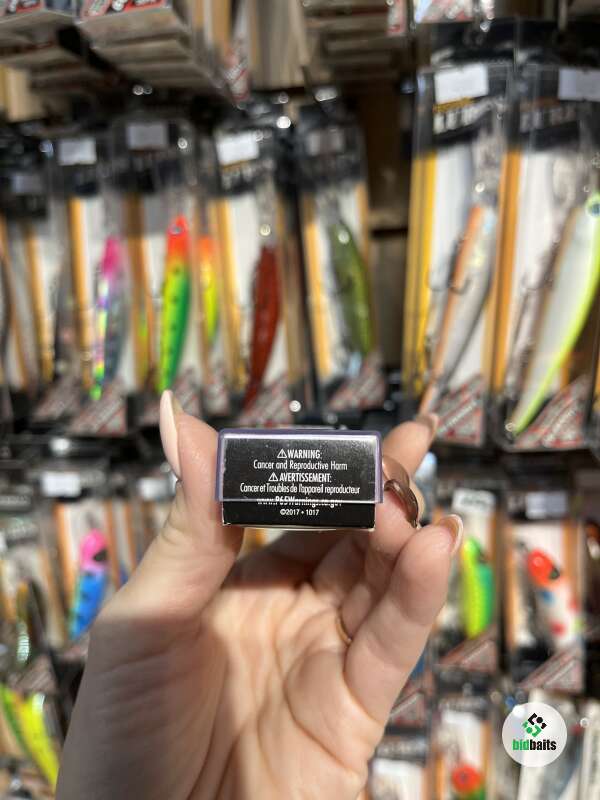 ⚠WARNING:
Cancer and Reproductive Harm
⚠AVERTISSEMENT:
Cancer et Troubles de l'appareil reproducteur
www.P65Warnings.ca.gov
©2017 • 1017
bidbaits